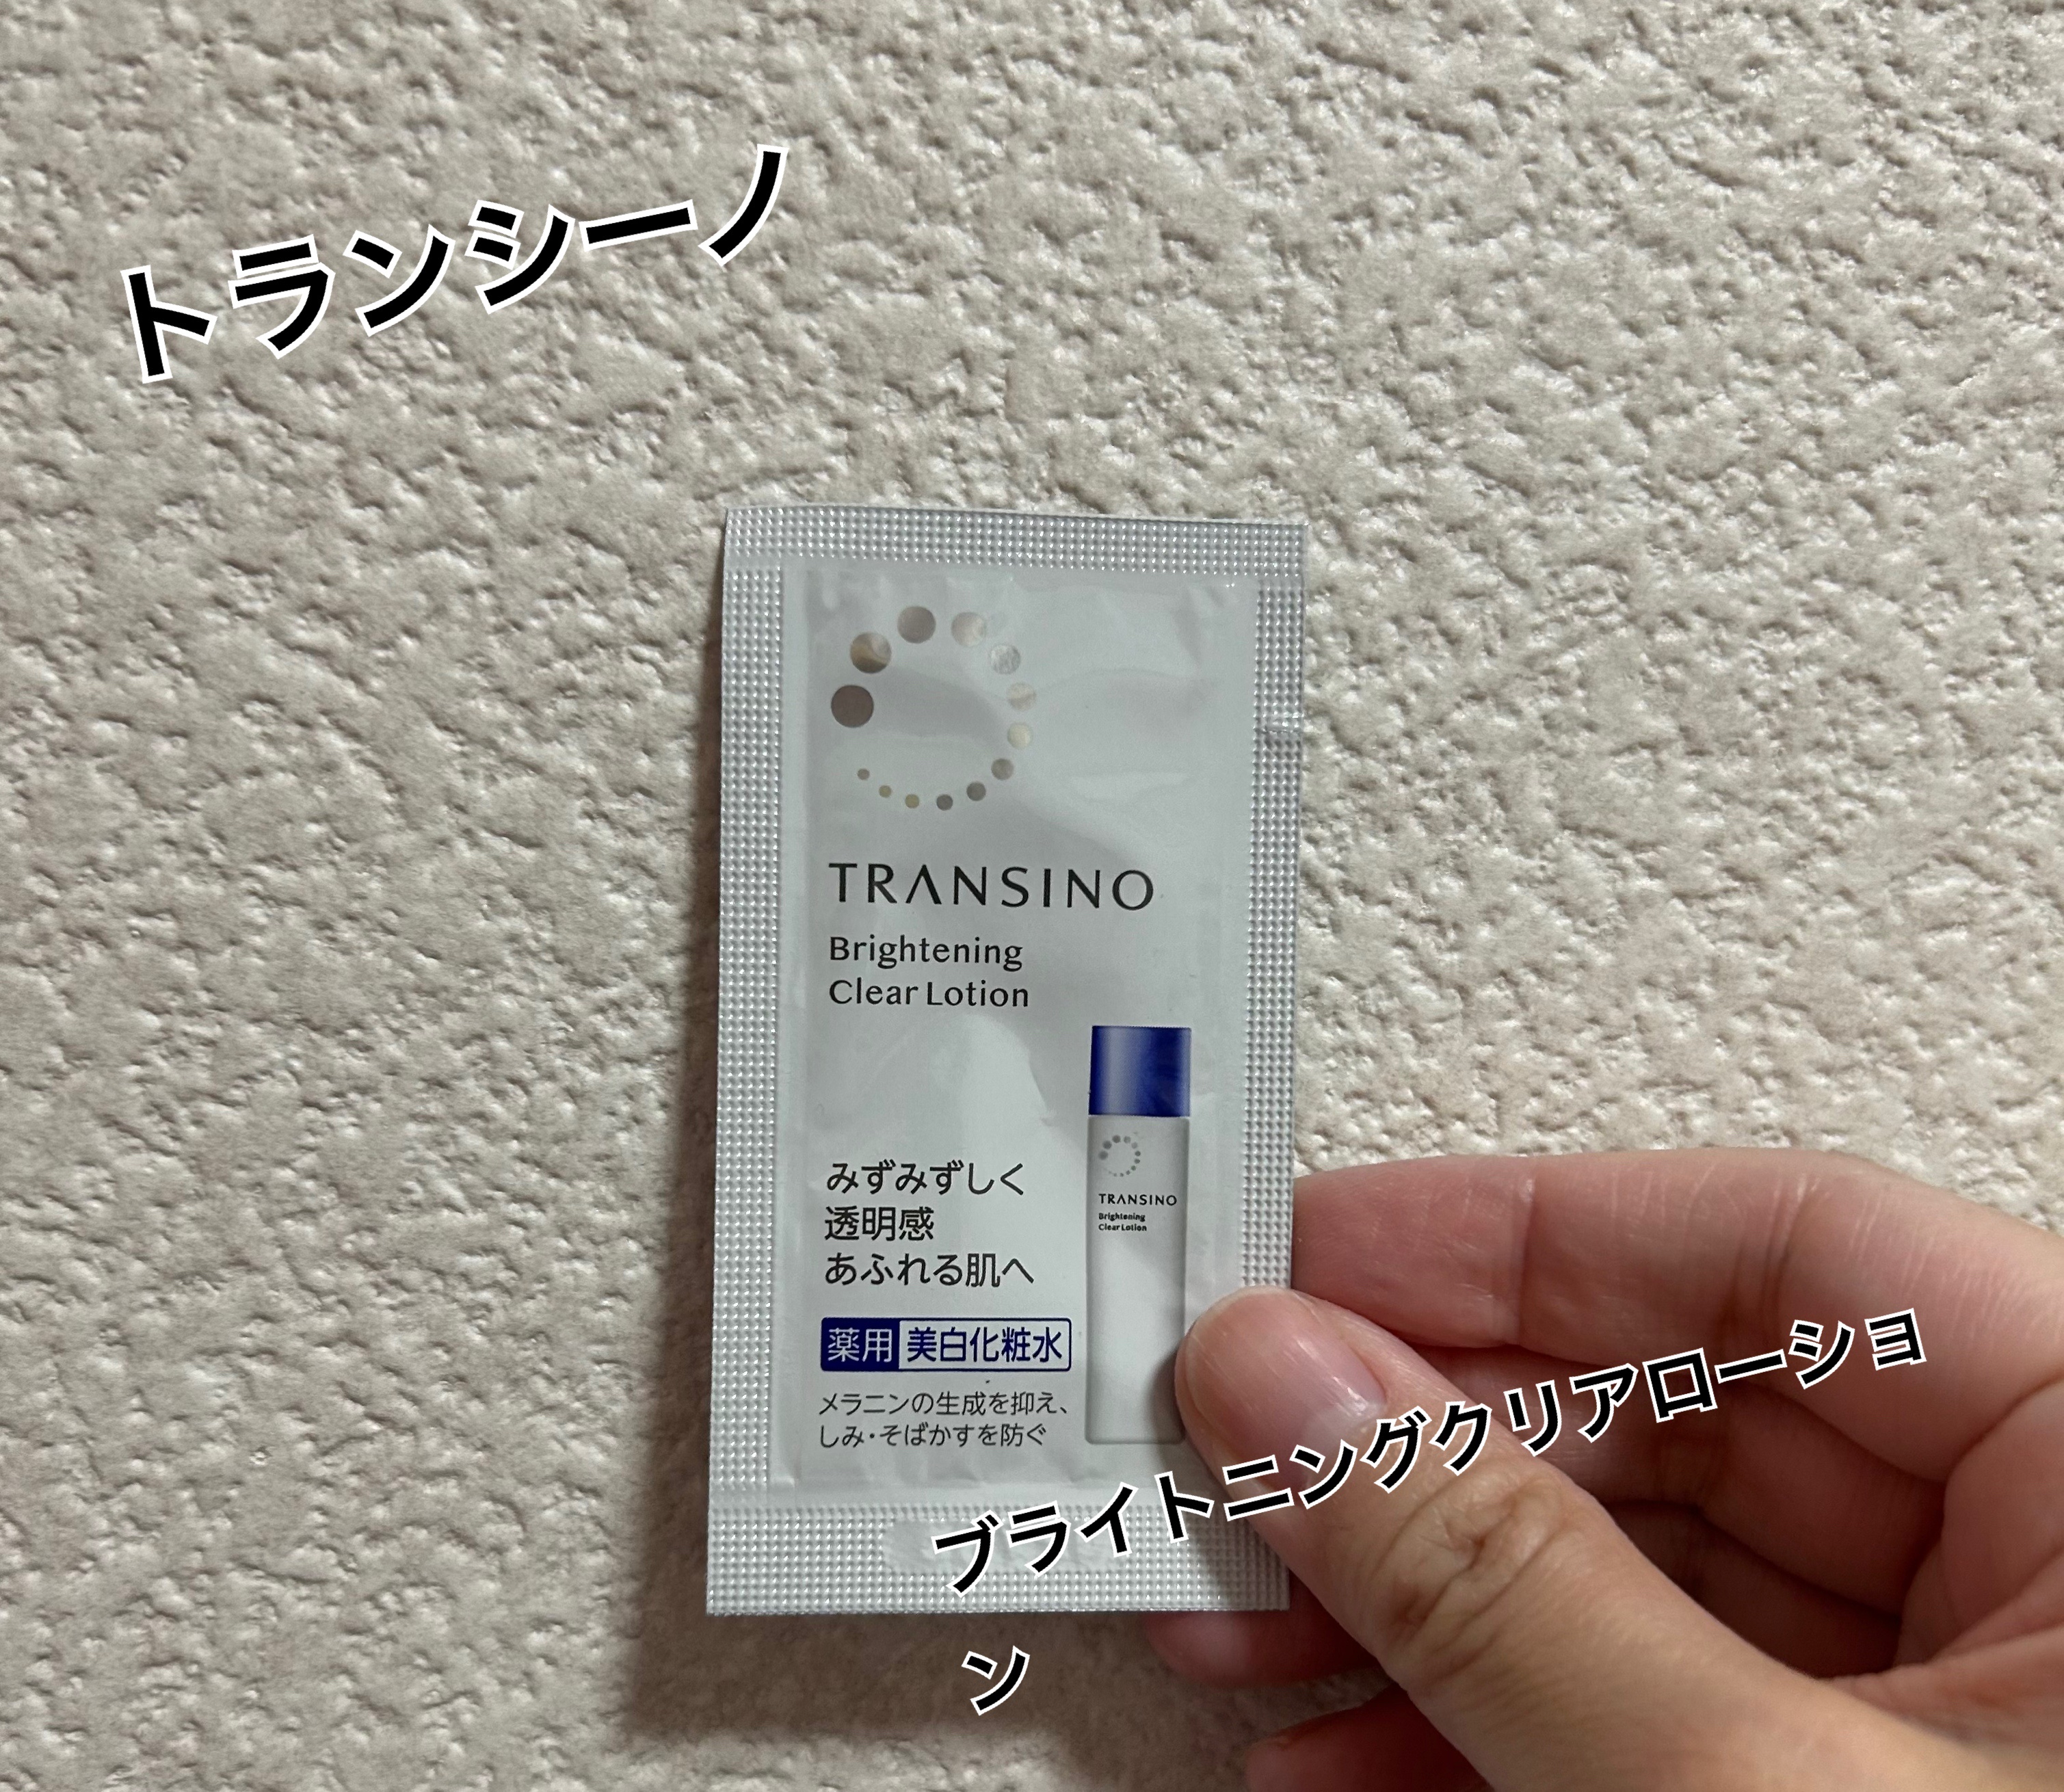 トランシーノ
TRANSINO
Brightening
Clear Lotion
みずみずしく
透明感
あふれる肌へ
薬用 美白化粧水
メラニンの生成を抑え、
しみ・そばかすを防ぐ
TRANSINO
Brightening
Clear Lotion
ブライトニングクリアローショ
ン